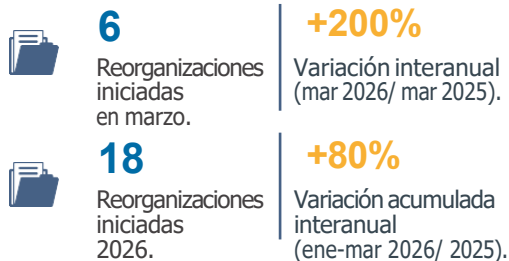 6
Reorganizaciones
iniciadas
en marzo.
+200%
Variación interanual
(mar 2026/ mar 2025).
18
Reorganizaciones
iniciadas
2026.
+80%
Variación acumulada
interanual
(ene-mar 2026/ 2025).